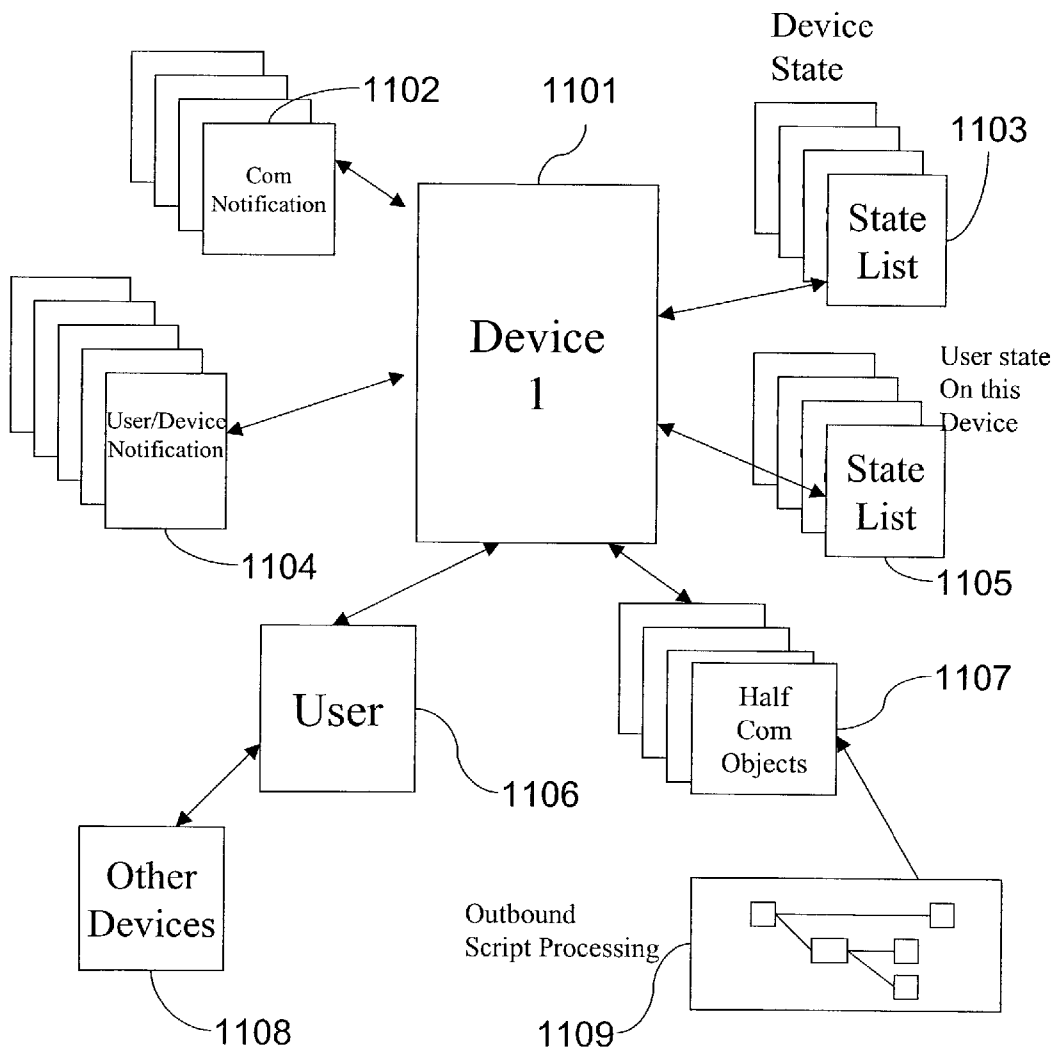 Device
State
1102
1101
1103
Com
Notification
State
List
Device
1
User/Device
Notification
User state
On this
Device
State
List
1104
1105
User
1106
Half
Com
Objects
1107
Other
Devices
1108
Outbound
Script Processing
1109